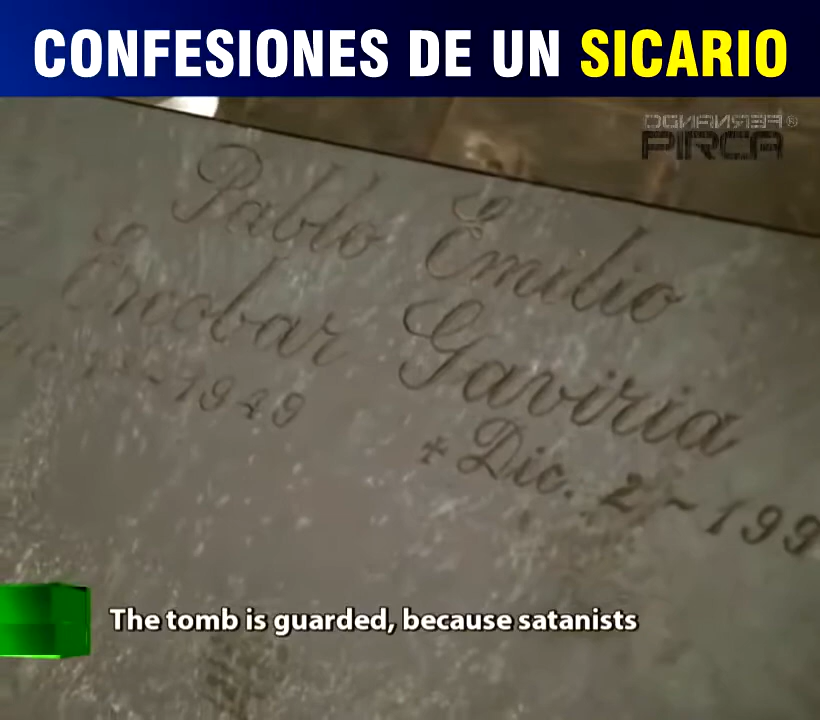 CONFESIONES DE UN SICARIO
PIRCA
Pablo Emilio
Escobar Gaviria
1949
+ Dic. 2 ~ 199
The tomb is guarded, because satanists